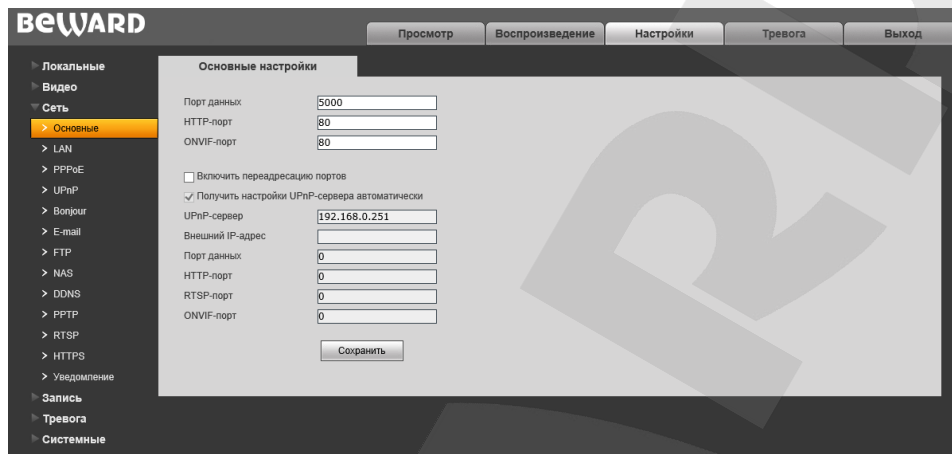 BEWARD
Просмотр Воспроизведение Настройки Тревога Выход
Локальные
Видео
Сеть
Основные
LAN
PPPoE
UPnP
Bonjour
E-mail
FTP
NAS
DDNS
PPTP
RTSP
HTTPS
Уведомление
Запись
Тревога
Системные
Основные настройки
Порт данных 5000
HTTP-порт 80
ONVIF-порт 80
Включить переадресацию портов
Получить настройки UPnP-сервера автоматически
UPnP-сервер 192.168.0.251
Внешний IP-адрес
Порт данных 0
HTTP-порт 0
RTSP-порт 0
ONVIF-порт 0
Сохранить